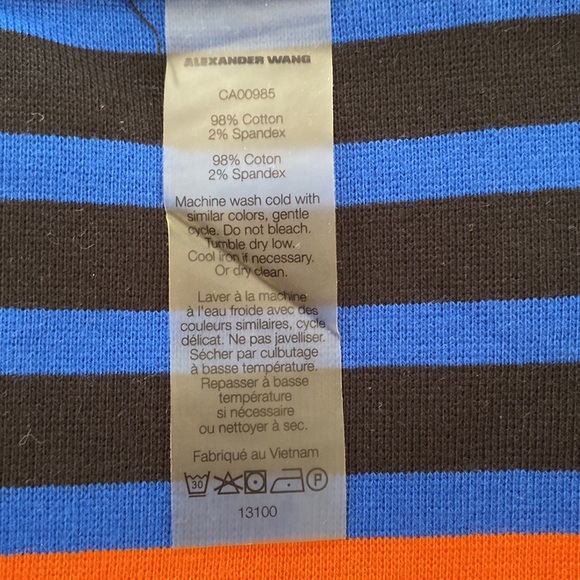 ALEXANDER WANG
CA00985
98% Cotton
2% Spandex
98% Coton
2% Spandex
Machine wash cold with
similar colors, gentle
cycle. Do not bleach.
Tumble dry low.
Cool iron if necessary.
Or dry clean.
Laver à la machine
à l'eau froide avec des
couleurs similaires, cycle
délicat. Ne pas javelliser.
Sécher par culbutage
à basse température.
Repasser à basse
température
si nécessaire
ou nettoyer à sec.
Fabriqué au Vietnam
30 P
13100